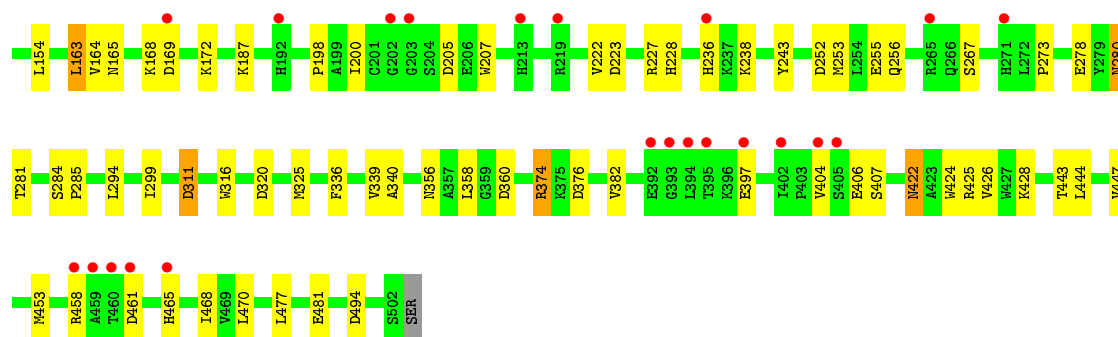 L154 L163 V164 N165 K168 D169 K172 K187 H192 P198 A199 I200 C201 G202 G203 S204 D205 E206 W207 H213 R219 V222 D223 R227 H228 H236 K237 K238 Y243 D252 M253 L254 E255 Q256 R265 Q266 S267 H271 L272 P273 E278 Y279 N280
T281 S284 P285 L294 I299 D311 W316 D320 M325 F336 V339 A340 N356 A357 L358 G359 D360 R374 K375 D376 V382 E392 G393 L394 T395 K396 E397 I402 P403 V404 S405 E406 S407 N422 A423 W424 R425 V426 W427 K428 T443 L444
M453 R458 A459 T460 D461 H465 I468 V469 L470 L477 E481 D494 S502 SER